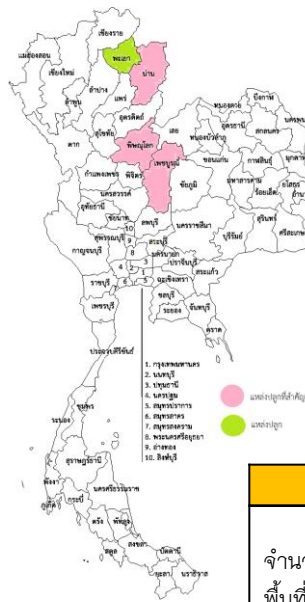 เชียงราย
พะเยา
แม่ฮ่องสอน
น่าน
เชียงใหม่
ลำปาง
ลำพูน
แพร่
อุตรดิตถ์
บึงกาฬ
เลย
หนองคาย
สุโขทัย
อุดรธานี
ตาก
หนองบัวลำภู
สกลนคร
นครพน
พิษณุโลก
เพชรบูรณ์
ขอนแก่น
กาฬสินธุ์
มุกดาห
กำแพงเพชร
พิจิตร
ชัยภูมิ
มหาสารคาม
ร้อยเอ็ด
ยโสธร
นครสวรรค์
อุทัยธานี
ชัยนาท
ลพบุรี
นครราชสีมา
บุรีรัมย์
สุรินทร์
ศรีสะเกษ
10
สุพรรณบุรี
9
สระบุรี
กาญจนบุรี
8
นครนายก
ปราจีนบุรี
3
4
2
1
สระแก้ว
ราชบุรี
6
5
ฉะเชิงเทรา
ชลบุรี
เพชรบุรี
ระยอง
จันทบุรี
ตราด
ประจวบคีรีขันธ์
1. กรุงเทพมหานคร
2. นนทบุรี
3. ปทุมธานี
4. นครปฐม
5. สมุทรปราการ
6. สมุทรสาคร
7. สมุทรสงคราม
8. พระนครศรีอยุธยา
9. อ่างทอง
10. สิงห์บุรี
แหล่งปลูกที่สำคัญ
แหล่งปลูก
ชุมพร
ระนอง
สุราษฎร์ธานี
พังงา
นครศรีธรรมราช
กระบี่
ภูเก็ต
ตรัง
พัทลุง
สงขลา
สตูล
ปัตตานี
ยะลา
นราธิวาส
จำนว
พื้นที่